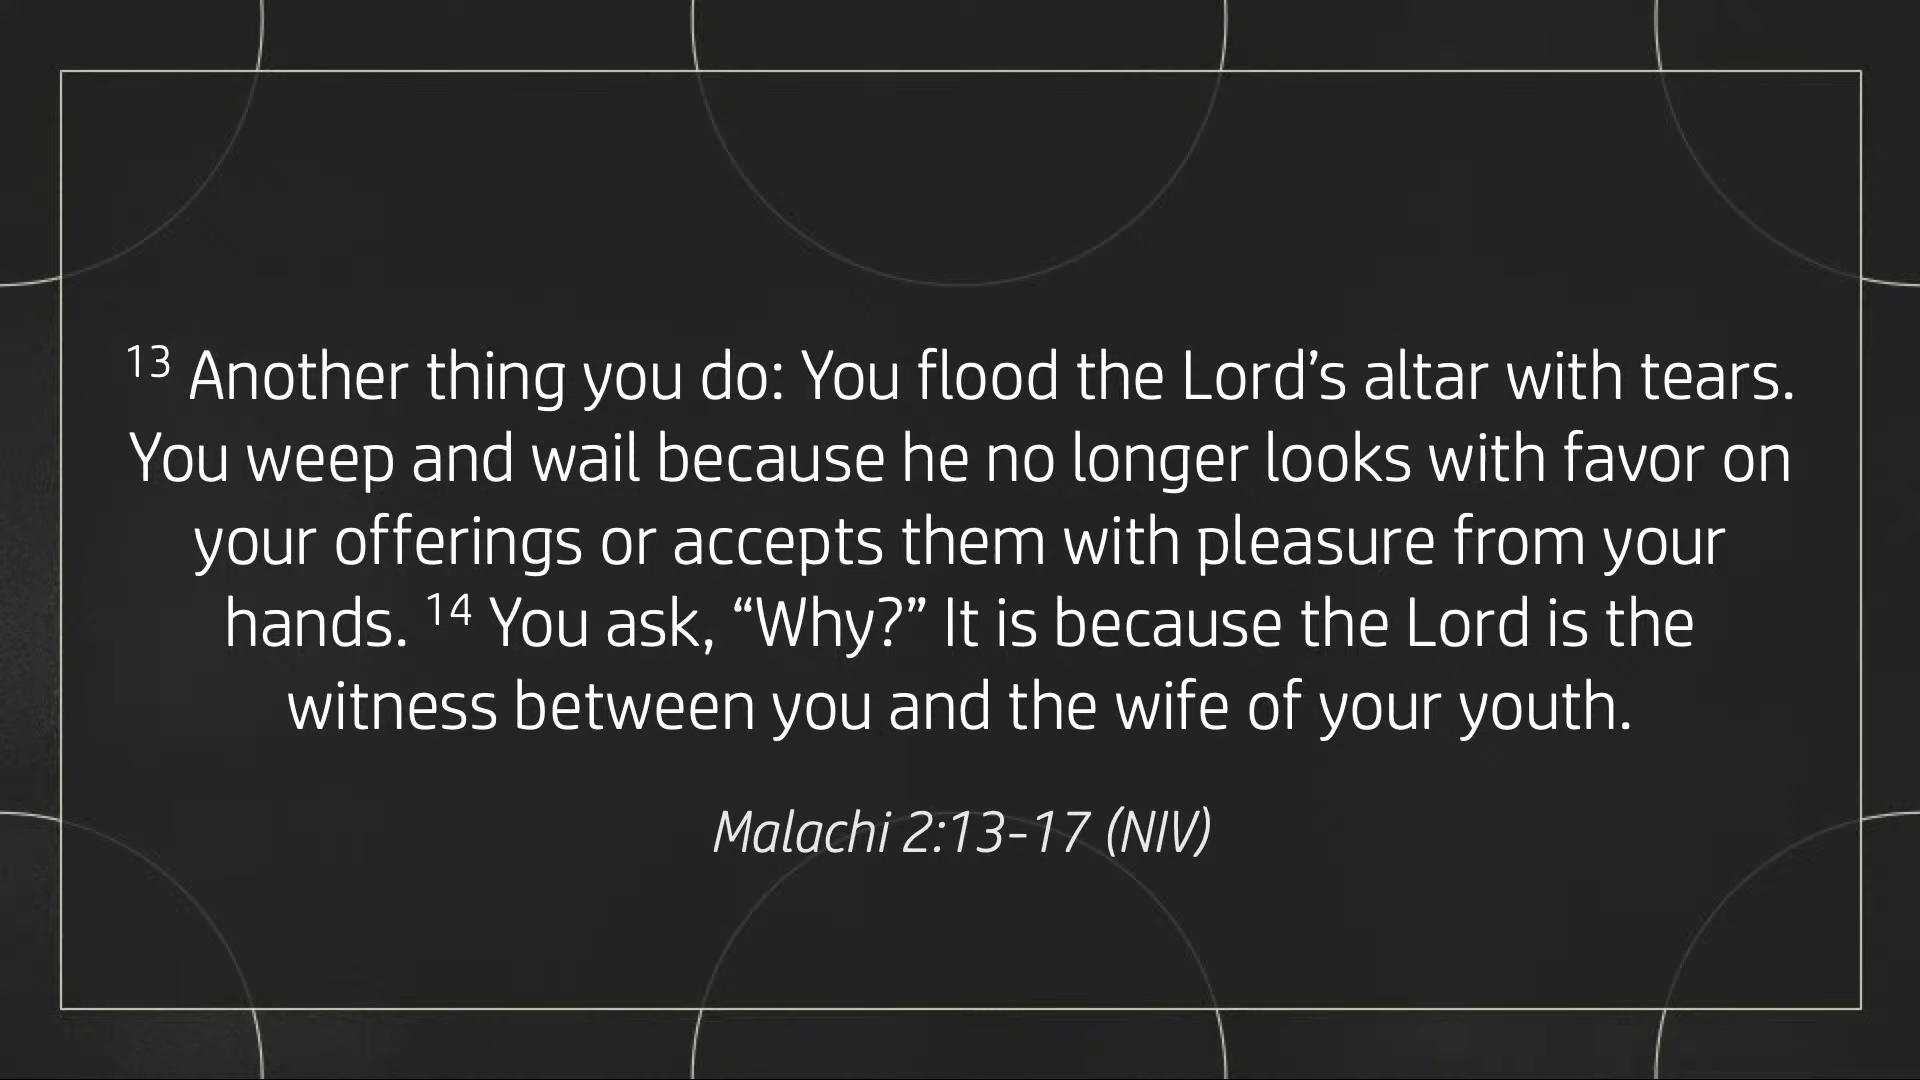 13 Another thing you do: You flood the Lord’s altar with tears.
You weep and wail because he no longer looks with favor on
your offerings or accepts them with pleasure from your
hands. 14 You ask, “Why?” It is because the Lord is the
witness between you and the wife of your youth.
Malachi 2:13-17 (NIV)